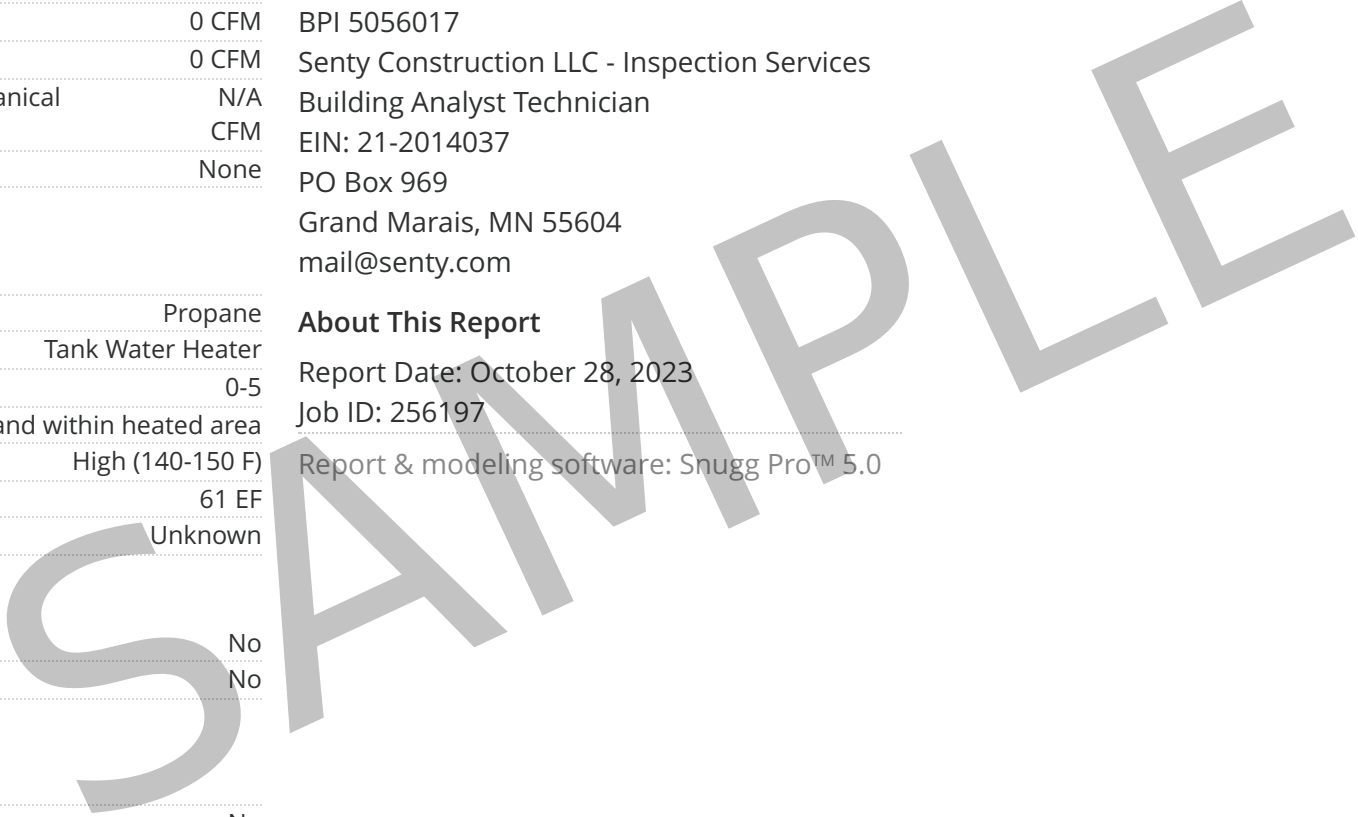 0 CFM
0 CFM
anical N/A
CFM
None
Propane
Tank Water Heater
0-5
and within heated area
High (140-150 F)
61 EF
Unknown
No
No
BPI 5056017
Senty Construction LLC - Inspection Services
Building Analyst Technician
EIN: 21-2014037
PO Box 969
Grand Marais, MN 55604
mail@senty.com
About This Report
Report Date: October 28, 2023
Job ID: 256197
Report & modeling software: Snugg Pro™ 5.0
SAMPLE